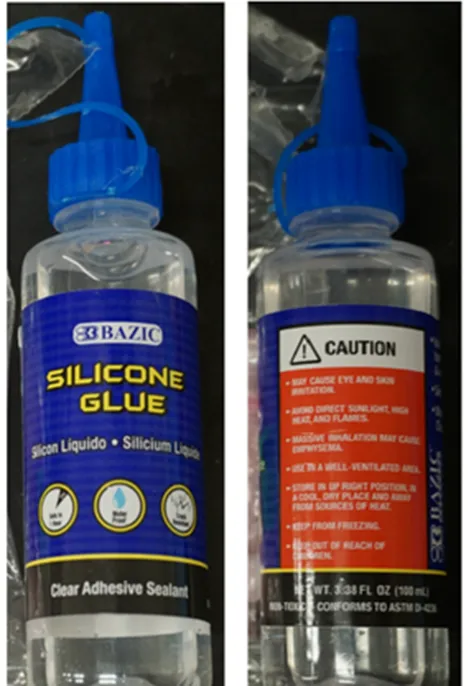 BAZIC
SILICONE
GLUE
Silicon Liquido • Silicium Liquide
Water
Proof
Clear Adhesive Sealant
CAUTION
• MAY CAUSE EYE AND SKIN
IRRITATION.
• AVOID DIRECT SUNLIGHT, HIGH
HEAT, AND FLAMES.
• MASSIVE INHALATION MAY CAUSE
EMPHYSEMA.
• USE IN A WELL-VENTILATED AREA.
• STORE IN UP RIGHT POSITION, IN
A COOL, DRY PLACE AND AWAY
FROM SOURCES OF HEAT.
• KEEP FROM FREEZING.
• KEEP OUT OF REACH OF
CHILDREN.
BAZIC
NET WT. 3.38 FL OZ (100 mL)
NON-TOXIC - CONFORMS TO ASTM D-4236